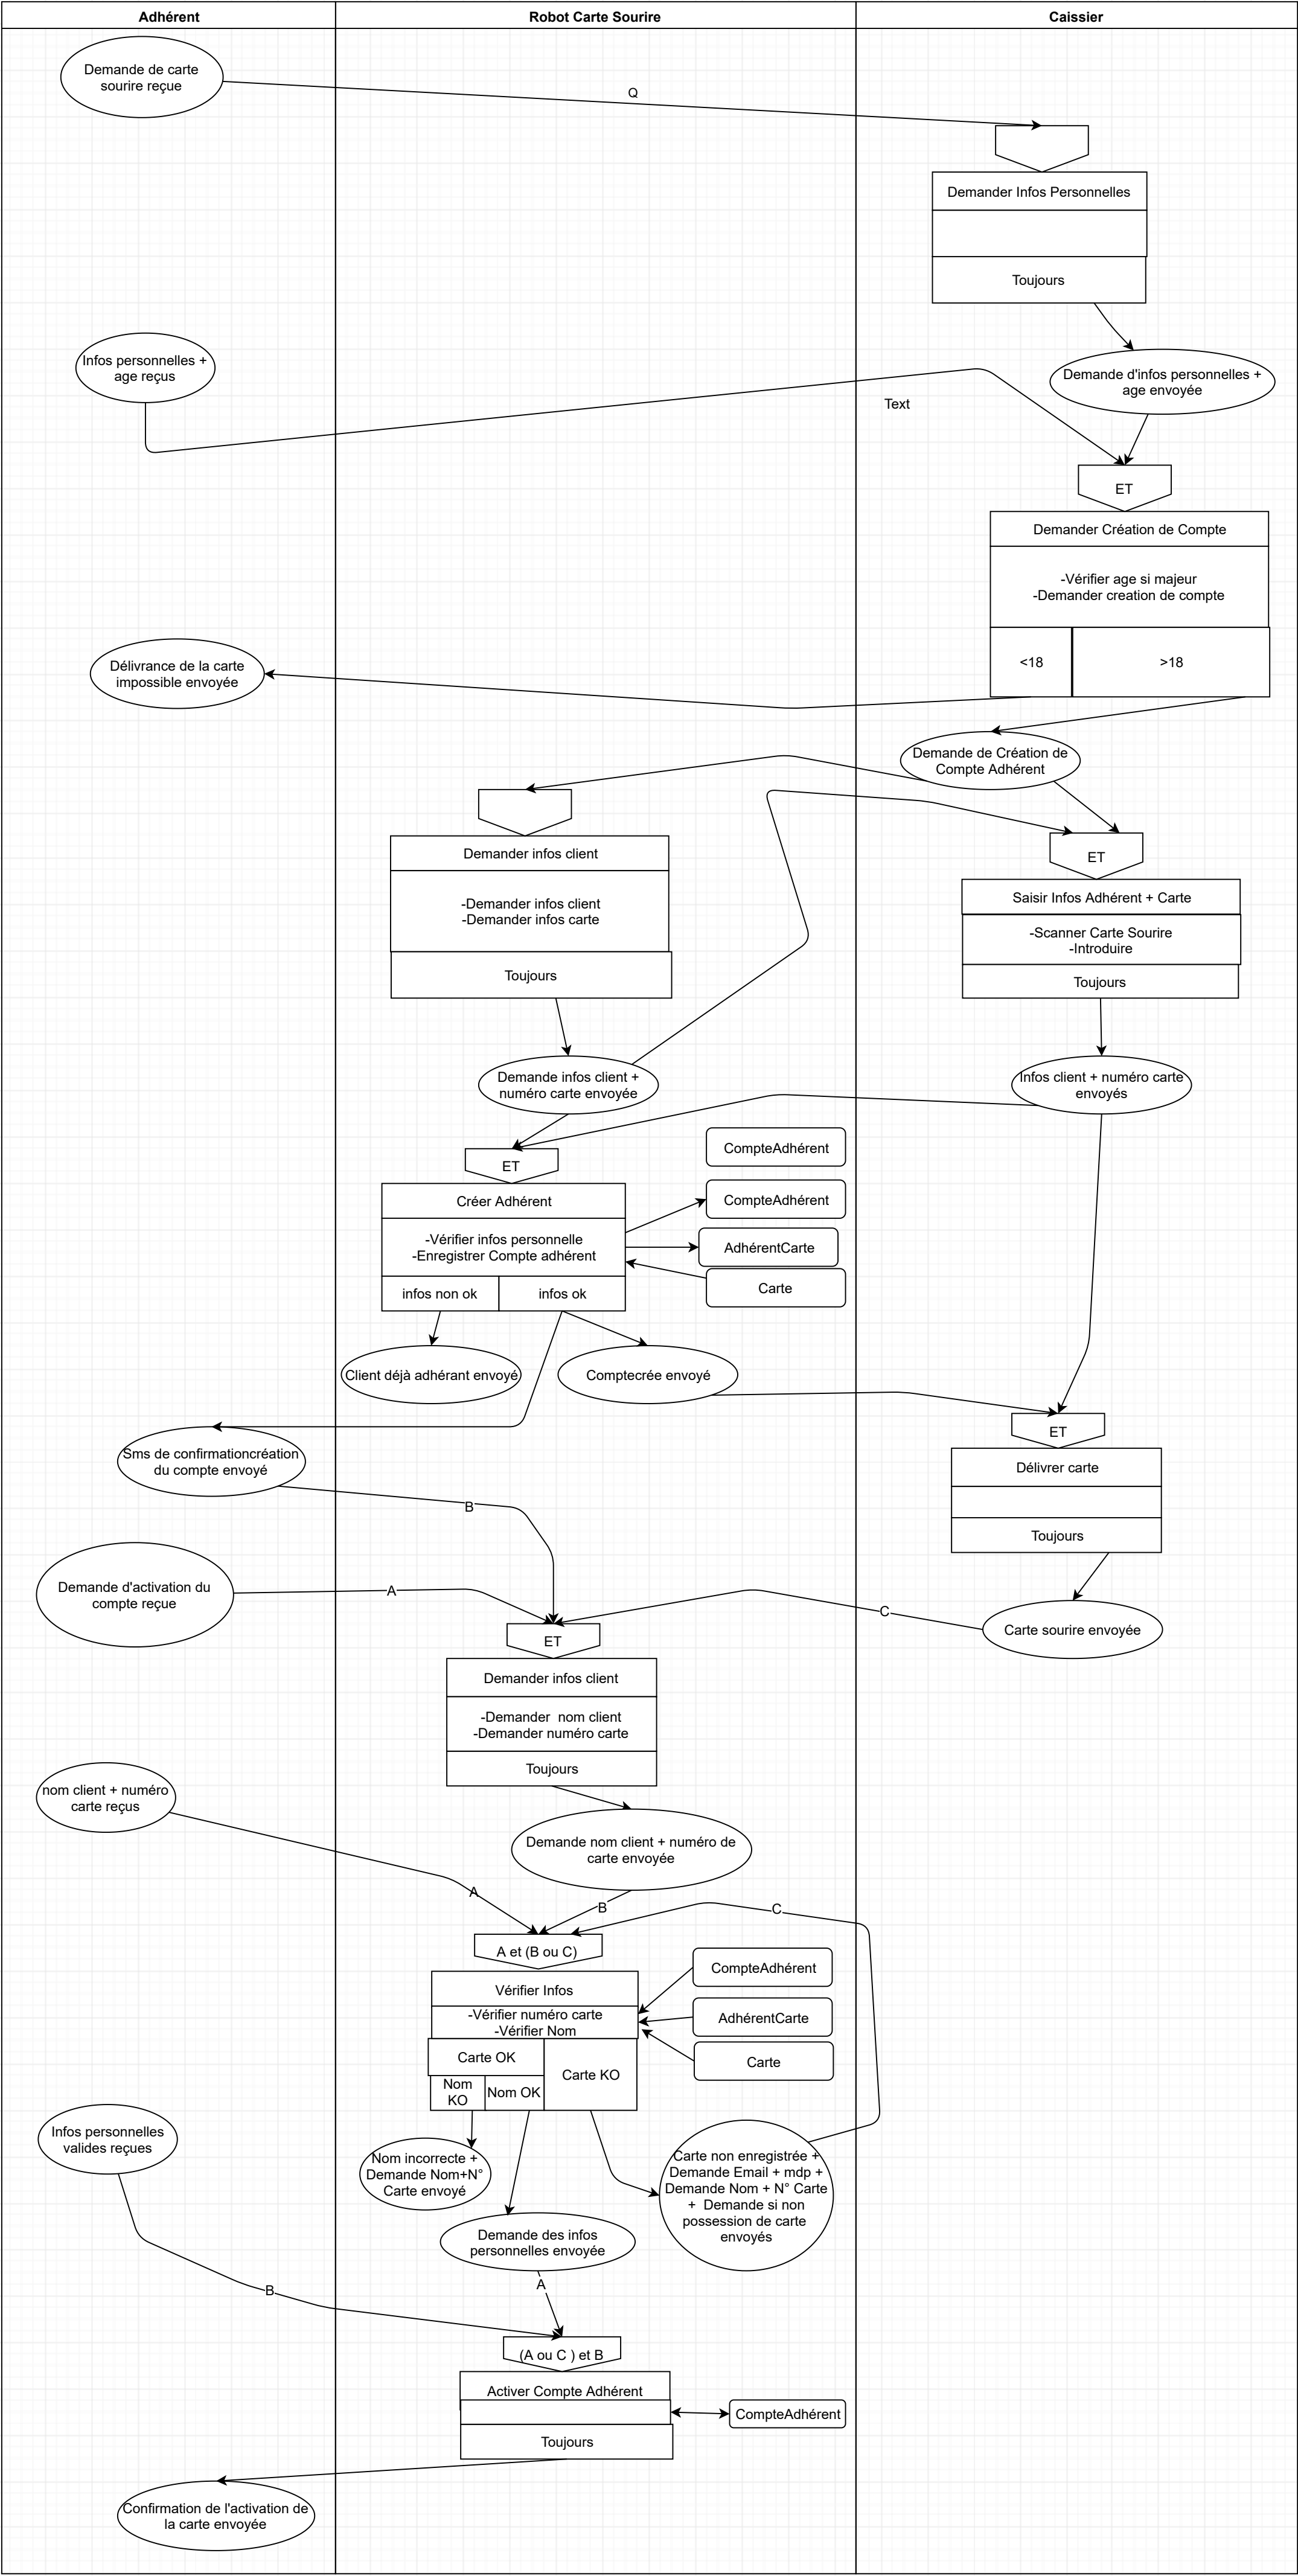 Adhérent
Robot Carte Sourire
Caissier
Demande de carte
sourire reçue
Q
Demander Infos Personnelles
Toujours
Infos personnelles +
age reçus
Demande d'infos personnelles +
age envoyée
Text
ET
Demander Création de Compte
-Vérifier age si majeur
-Demander creation de compte
<18
>18
Délivrance de la carte
impossible envoyée
Demande de Création de
Compte Adhérent
Demander infos client
-Demander infos client
-Demander infos carte
Toujours
ET
Saisir Infos Adhérent + Carte
-Scanner Carte Sourire
-Introduire
Toujours
Demande infos client +
numéro carte envoyée
Infos client + numéro carte
envoyés
ET
CompteAdhérent
Créer Adhérent
CompteAdhérent
-Vérifier infos personnelle
-Enregistrer Compte adhérent
AdhérentCarte
Carte
infos non ok
infos ok
Client déjà adhérant envoyé
Comptecrée envoyé
ET
Sms de confirmationcréation
du compte envoyé
Délivrer carte
Toujours
B
Demande d'activation du
compte reçue
A
C
Carte sourire envoyée
ET
Demander infos client
-Demander  nom client
-Demander numéro carte
Toujours
nom client + numéro
carte reçus
Demande nom client + numéro de
carte envoyée
A
B
C
A et (B ou C)
CompteAdhérent
Vérifier Infos
-Vérifier numéro carte
-Vérifier Nom
AdhérentCarte
Carte
Carte OK
Carte KO
Nom
KO
Nom OK
Infos personnelles
valides reçues
Nom incorrecte +
Demande Nom+N°
Carte envoyé
Carte non enregistrée +
Demande Email + mdp +
Demande Nom + N° Carte
+  Demande si non
possession de carte
envoyés
Demande des infos
personnelles envoyée
A
B
(A ou C ) et B
Activer Compte Adhérent
CompteAdhérent
Toujours
Confirmation de l'activation de
la carte envoyée